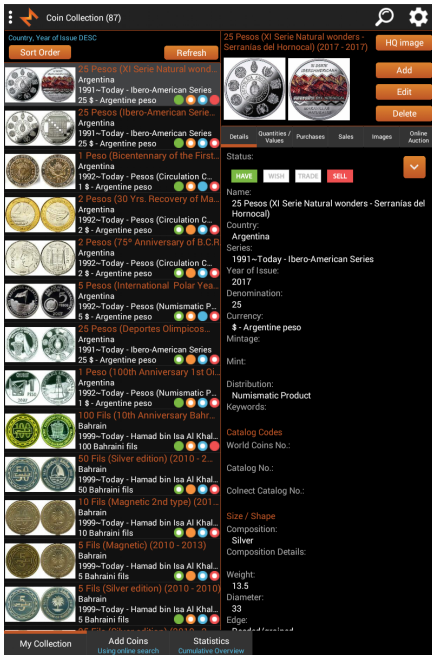 Coin Collection (87)
Country, Year of Issue DESC
Sort Order
Refresh
25 Pesos (XI Serie Natural wond...
Argentina
1991~Today - Ibero-American Series
25 $ - Argentine peso
25 Pesos (Ibero-American Serie...
Argentina
1991~Today - Ibero-American Series
25 $ - Argentine peso
1 Peso (Bicentennary of the First...
Argentina
1992~Today - Pesos (Circulation C...
1 $ - Argentine peso
2 Pesos (30 Yrs. Recovery of Ma...
Argentina
1992~Today - Pesos (Circulation C...
2 $ - Argentine peso
2 Pesos (75º Anniversary of B.C.R
Argentina
1992~Today - Pesos (Circulation C...
2 $ - Argentine peso
5 Pesos (International Polar Yea...
Argentina
1992~Today - Pesos (Numismatic P...
5 $ - Argentine peso
25 Pesos (Deportes Olimpicos...
Argentina
1991~Today - Ibero-American Series
25 $ - Argentine peso
1 Peso (100th Anniversary 1st Oi...
Argentina
1992~Today - Pesos (Numismatic P...
1 $ - Argentine peso
100 Fils (10th Anniversary Bahr...
Bahrain
1999~Today - Hamad bin Isa Al Khal...
100 Bahraini fils
50 Fils (Silver edition) (2010 - 2...
Bahrain
1999~Today - Hamad bin Isa Al Khal...
50 Bahraini fils
10 Fils (Magnetic 2nd type) (201...
Bahrain
1999~Today - Hamad bin Isa Al Khal...
10 Bahraini fils
5 Fils (Magnetic) (2010 - 2013)
Bahrain
1999~Today - Hamad bin Isa Al Khal...
5 Bahraini fils
5 Fils (Silver edition) (2010 - 2010)
Bahrain
1999~Today - Hamad bin Isa Al Khal...
5 Bahraini fils
25 Pesos (XI Serie Natural wonders -
Serranías del Hornocal) (2017 - 2017)
HQ image
Add
Edit
Delete
Details
Quantities / Values
Purchases
Sales
Images
Online Auction
Status:
HAVE WISH TRADE SELL
Name:
25 Pesos (XI Serie Natural wonders - Serranías del
Hornocal)
Country:
Argentina
Series:
1991~Today - Ibero-American Series
Year of Issue:
2017
Denomination:
25
Currency:
$ - Argentine peso
Mintage:
Mint:
Distribution:
Numismatic Product
Keywords:
Catalog Codes
World Coins No.:
Catalog No.:
Colnect Catalog No.:
Size / Shape
Composition:
Silver
Composition Details:
Weight:
13.5
Diameter:
33
Edge:
My Collection
Add Coins
Using online search
Statistics
Cumulative Overview